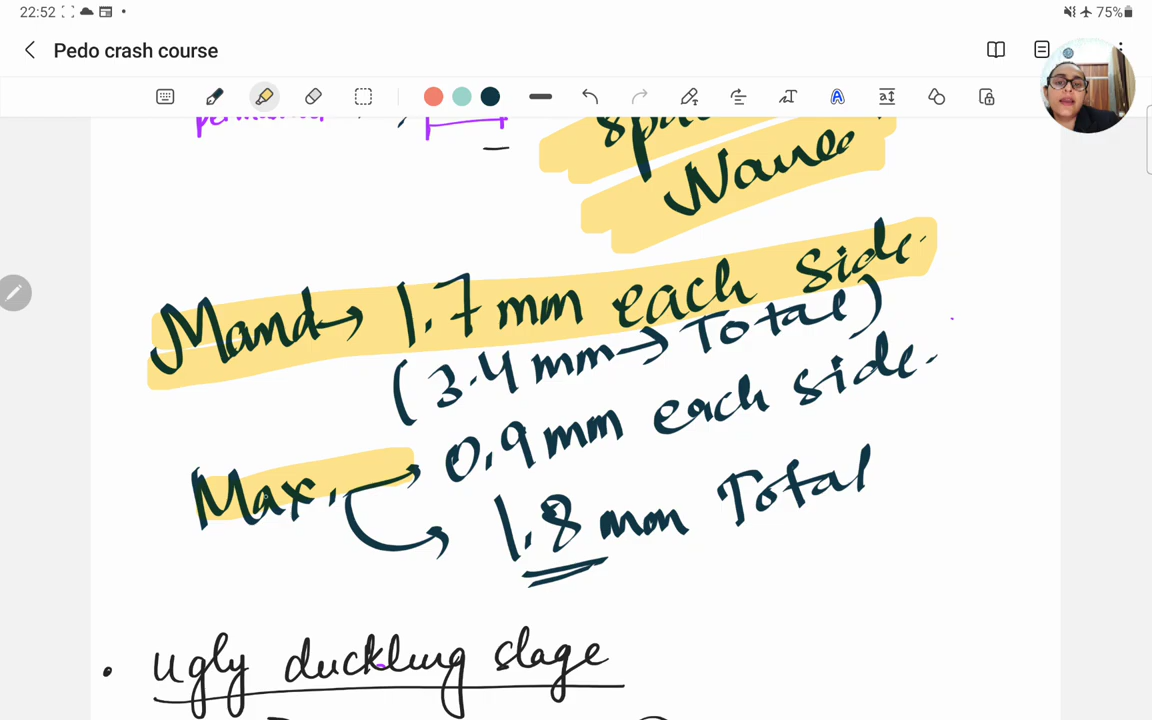 22:52
75%
Pedo crash course
Mand → 1.7 mm each side.
(3.4 mm → Total)
Max. → 0.9 mm each side.
1.8 mm Total
• ugly duckling stage